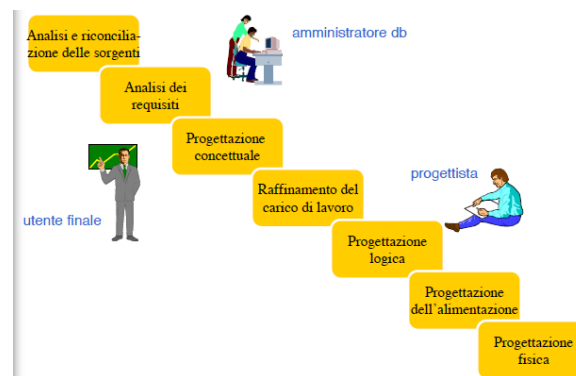 Analisi e riconcilia-
zione delle sorgenti
amministratore db
Analisi dei
requisiti
Progettazione
concettuale
Raffinamento del
carico di lavoro
progettista
utente finale
Progettazione
logica
Progettazione
dell’alimentazione
Progettazione
fisica